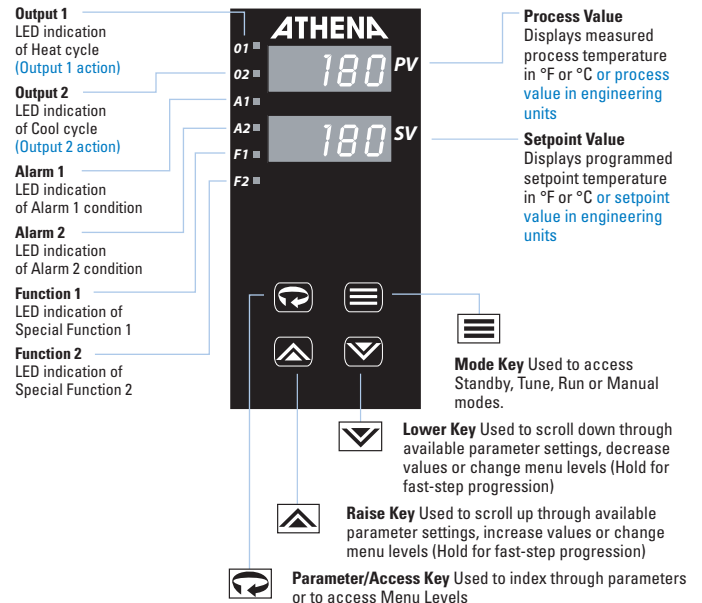 Output 1
LED indication
of Heat cycle
(Output 1 action)
Output 2
LED indication
of Cool cycle
(Output 2 action)
Alarm 1
LED indication
of Alarm 1 condition
Alarm 2
LED indication
of Alarm 2 condition
Function 1
LED indication of
Special Function 1
Function 2
LED indication of
Special Function 2
ATHENA
01
02
A1
A2
F1
F2
180 PV
180 SV
Process Value
Displays measured
process temperature
in °F or °C or process
value in engineering
units
Setpoint Value
Displays programmed
setpoint temperature
in °F or °C or setpoint
value in engineering
units
Mode Key Used to access
Standby, Tune, Run or Manual
modes.
Lower Key Used to scroll down through
available parameter settings, decrease
values or change menu levels (Hold for
fast-step progression)
Raise Key Used to scroll up through available
parameter settings, increase values or change
menu levels (Hold for fast-step progression)
Parameter/Access Key Used to index through parameters
or to access Menu Levels